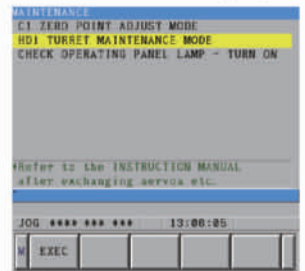 MAINTENANCE
C1 ZERO POINT ADJUST MODE
HD1 TURRET MAINTENANCE MODE
CHECK OPERATING PANEL LAMP - TURN ON
*Refer to the INSTRUCTION MANUAL
after exchanging servos etc.
JOG **** *** *** 13:08:05
M EXEC